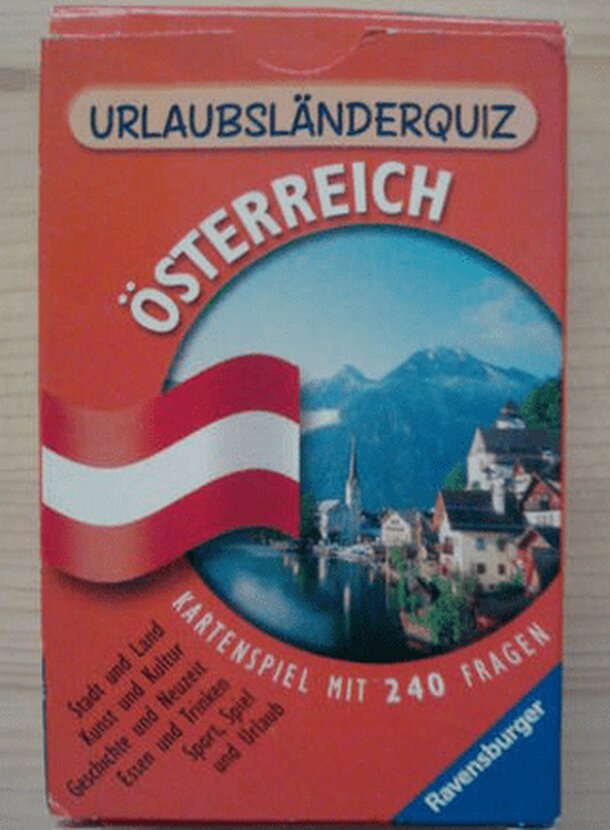 URLAUBSLÄNDERQUIZ
ÖSTERREICH
KARTENSPIEL MIT 240 FRAGEN
Stadt und Land
Kunst und Kultur
Geschichte und Neuzeit
Essen und Trinken
Sport, Spiel
und Urlaub
Ravensburger